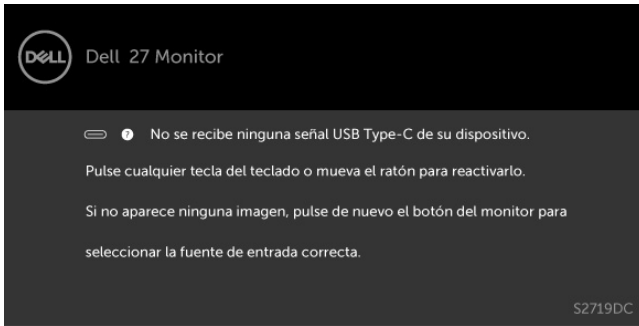 DELL Dell 27 Monitor
? No se recibe ninguna señal USB Type-C de su dispositivo.
Pulse cualquier tecla del teclado o mueva el ratón para reactivarlo.
Si no aparece ninguna imagen, pulse de nuevo el botón del monitor para
seleccionar la fuente de entrada correcta.
S2719DC